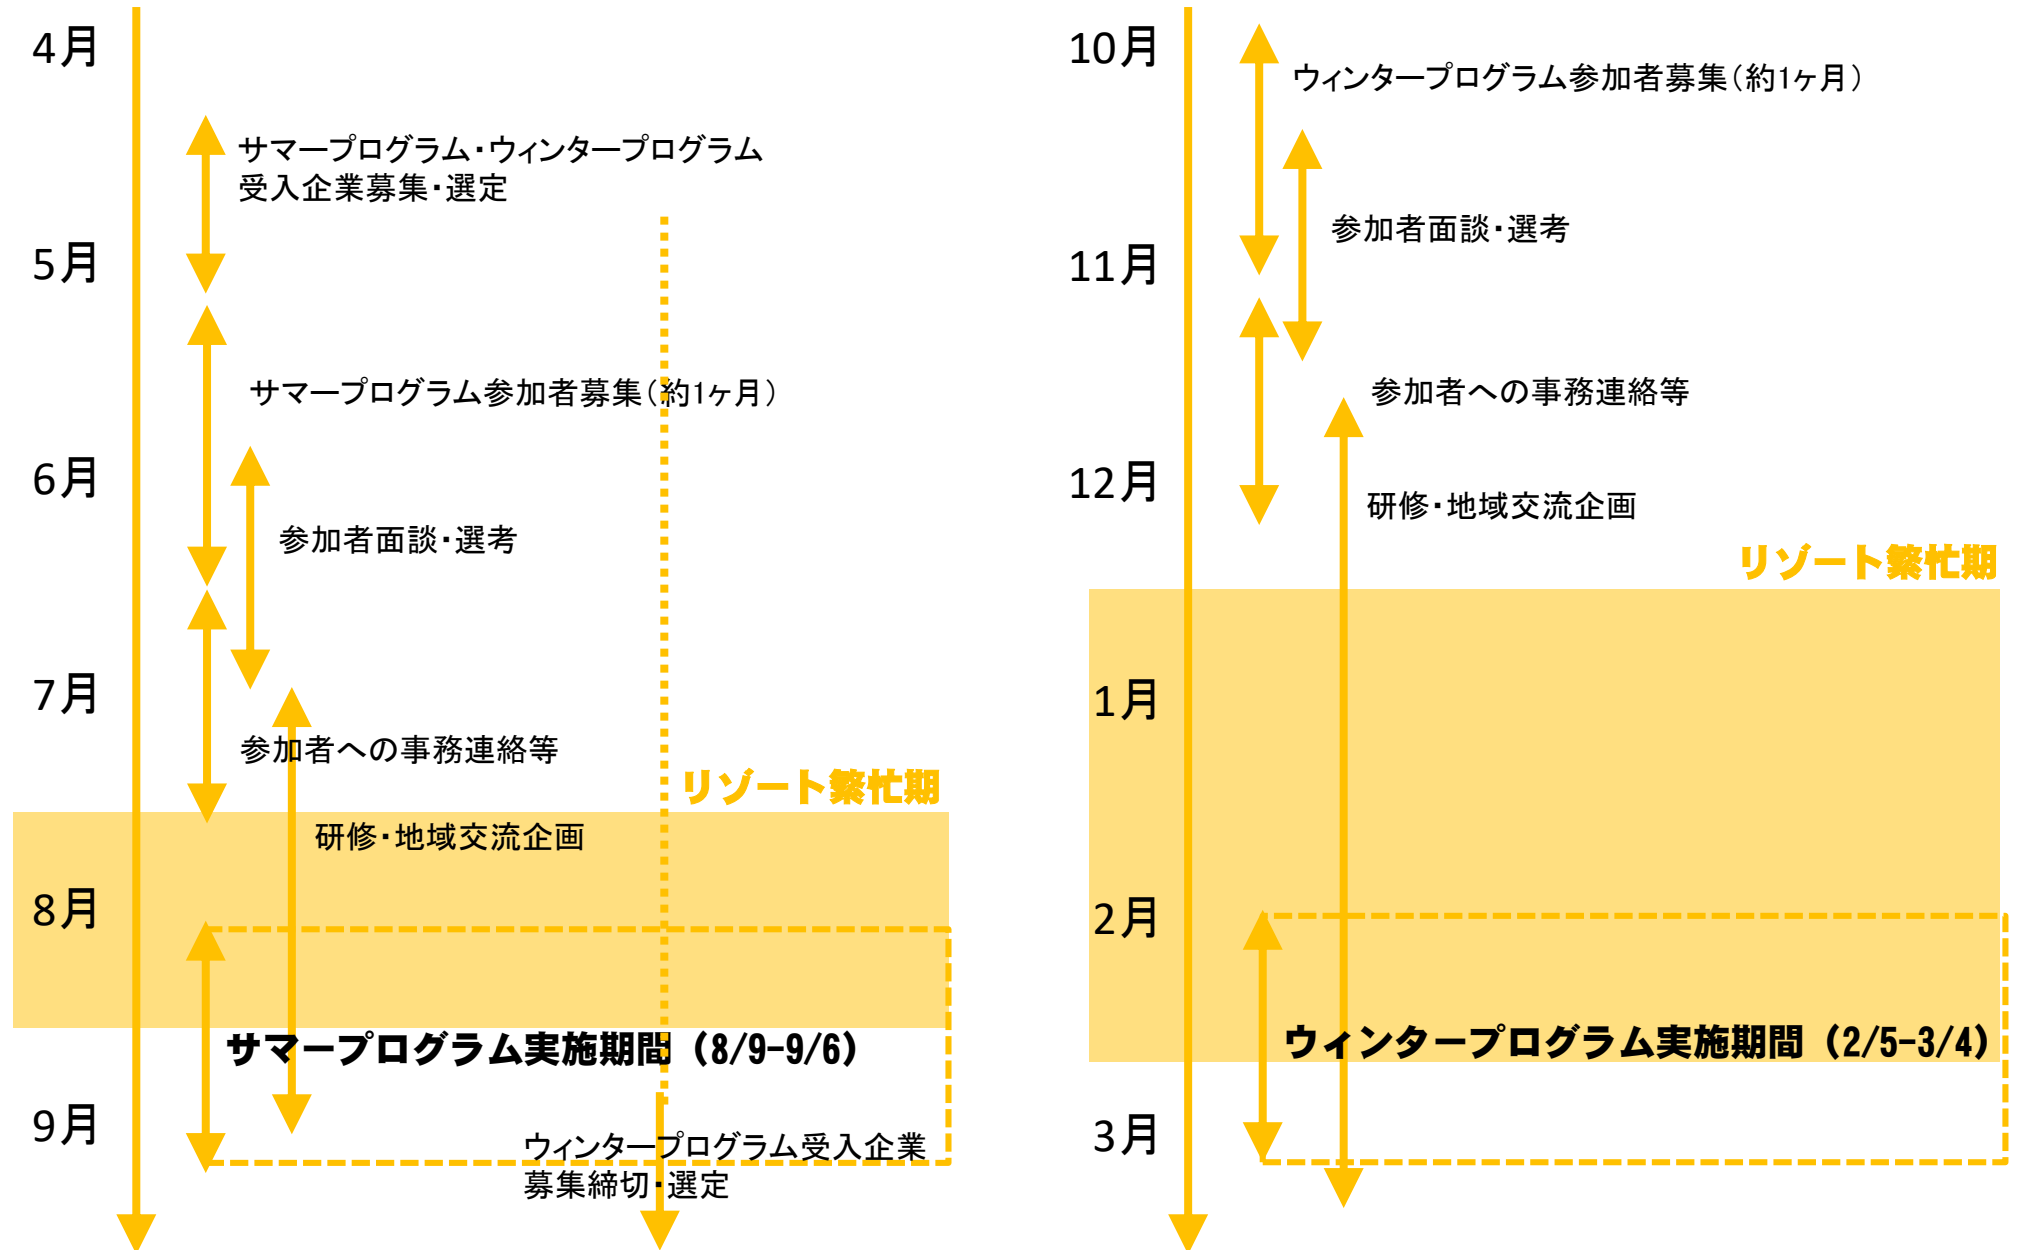 4月
サマープログラム・ウィンタープログラム
受入企業募集・選定
5月
サマープログラム参加者募集（約1ヶ月）
6月
参加者面談・選考
7月
参加者への事務連絡等
リゾート繁忙期
研修・地域交流企画
8月
サマープログラム実施期間（8/9-9/6）
9月
ウィンタープログラム受入企業
募集締切・選定
10月
ウィンタープログラム参加者募集（約1ヶ月）
参加者面談・選考
11月
参加者への事務連絡等
12月
研修・地域交流企画
リゾート繁忙期
1月
2月
ウィンタープログラム実施期間（2/5-3/4）
3月